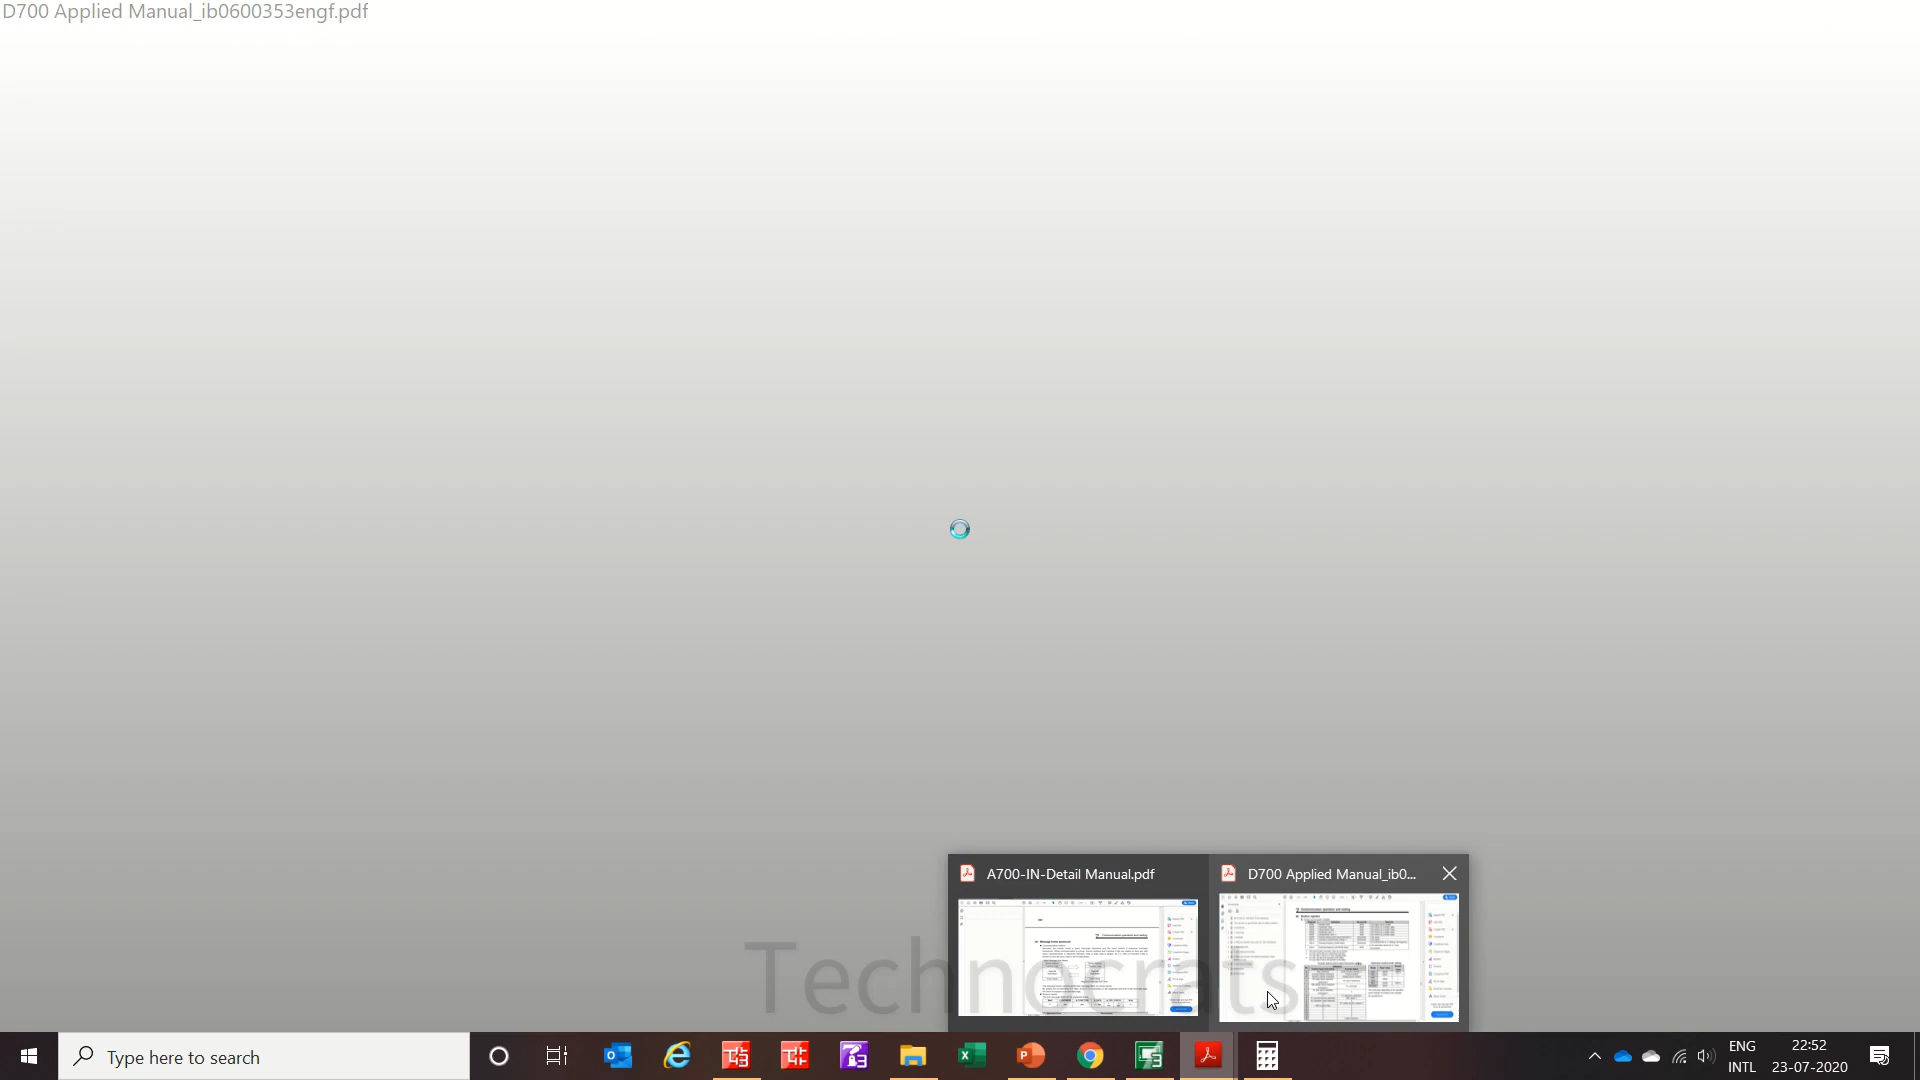 D700 Applied Manual_ib0600353engf.pdf
A700-IN-Detail Manual.pdf
D700 Applied Manual_ib0...
Technocrats
Type here to search
ENG
INTL
22:52
23-07-2020